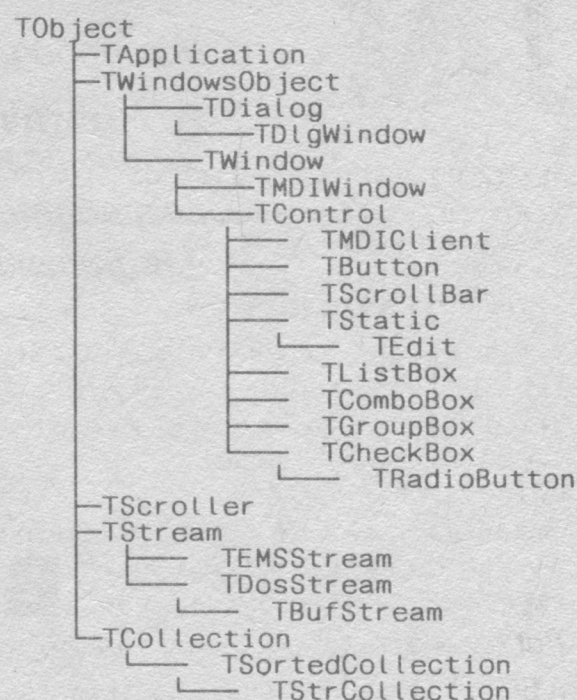 TObject
TApplication
TWindowsObject
TDialog
TDlgWindow
TWindow
TMDIWindow
TControl
TMDIClient
TButton
TScrollBar
TStatic
TEdit
TListBox
TComboBox
TGroupBox
TCheckBox
TRadioButton
TScroller
TStream
TEMSStream
TDosStream
TBufStream
TCollection
TSortedCollection
TStrCollection